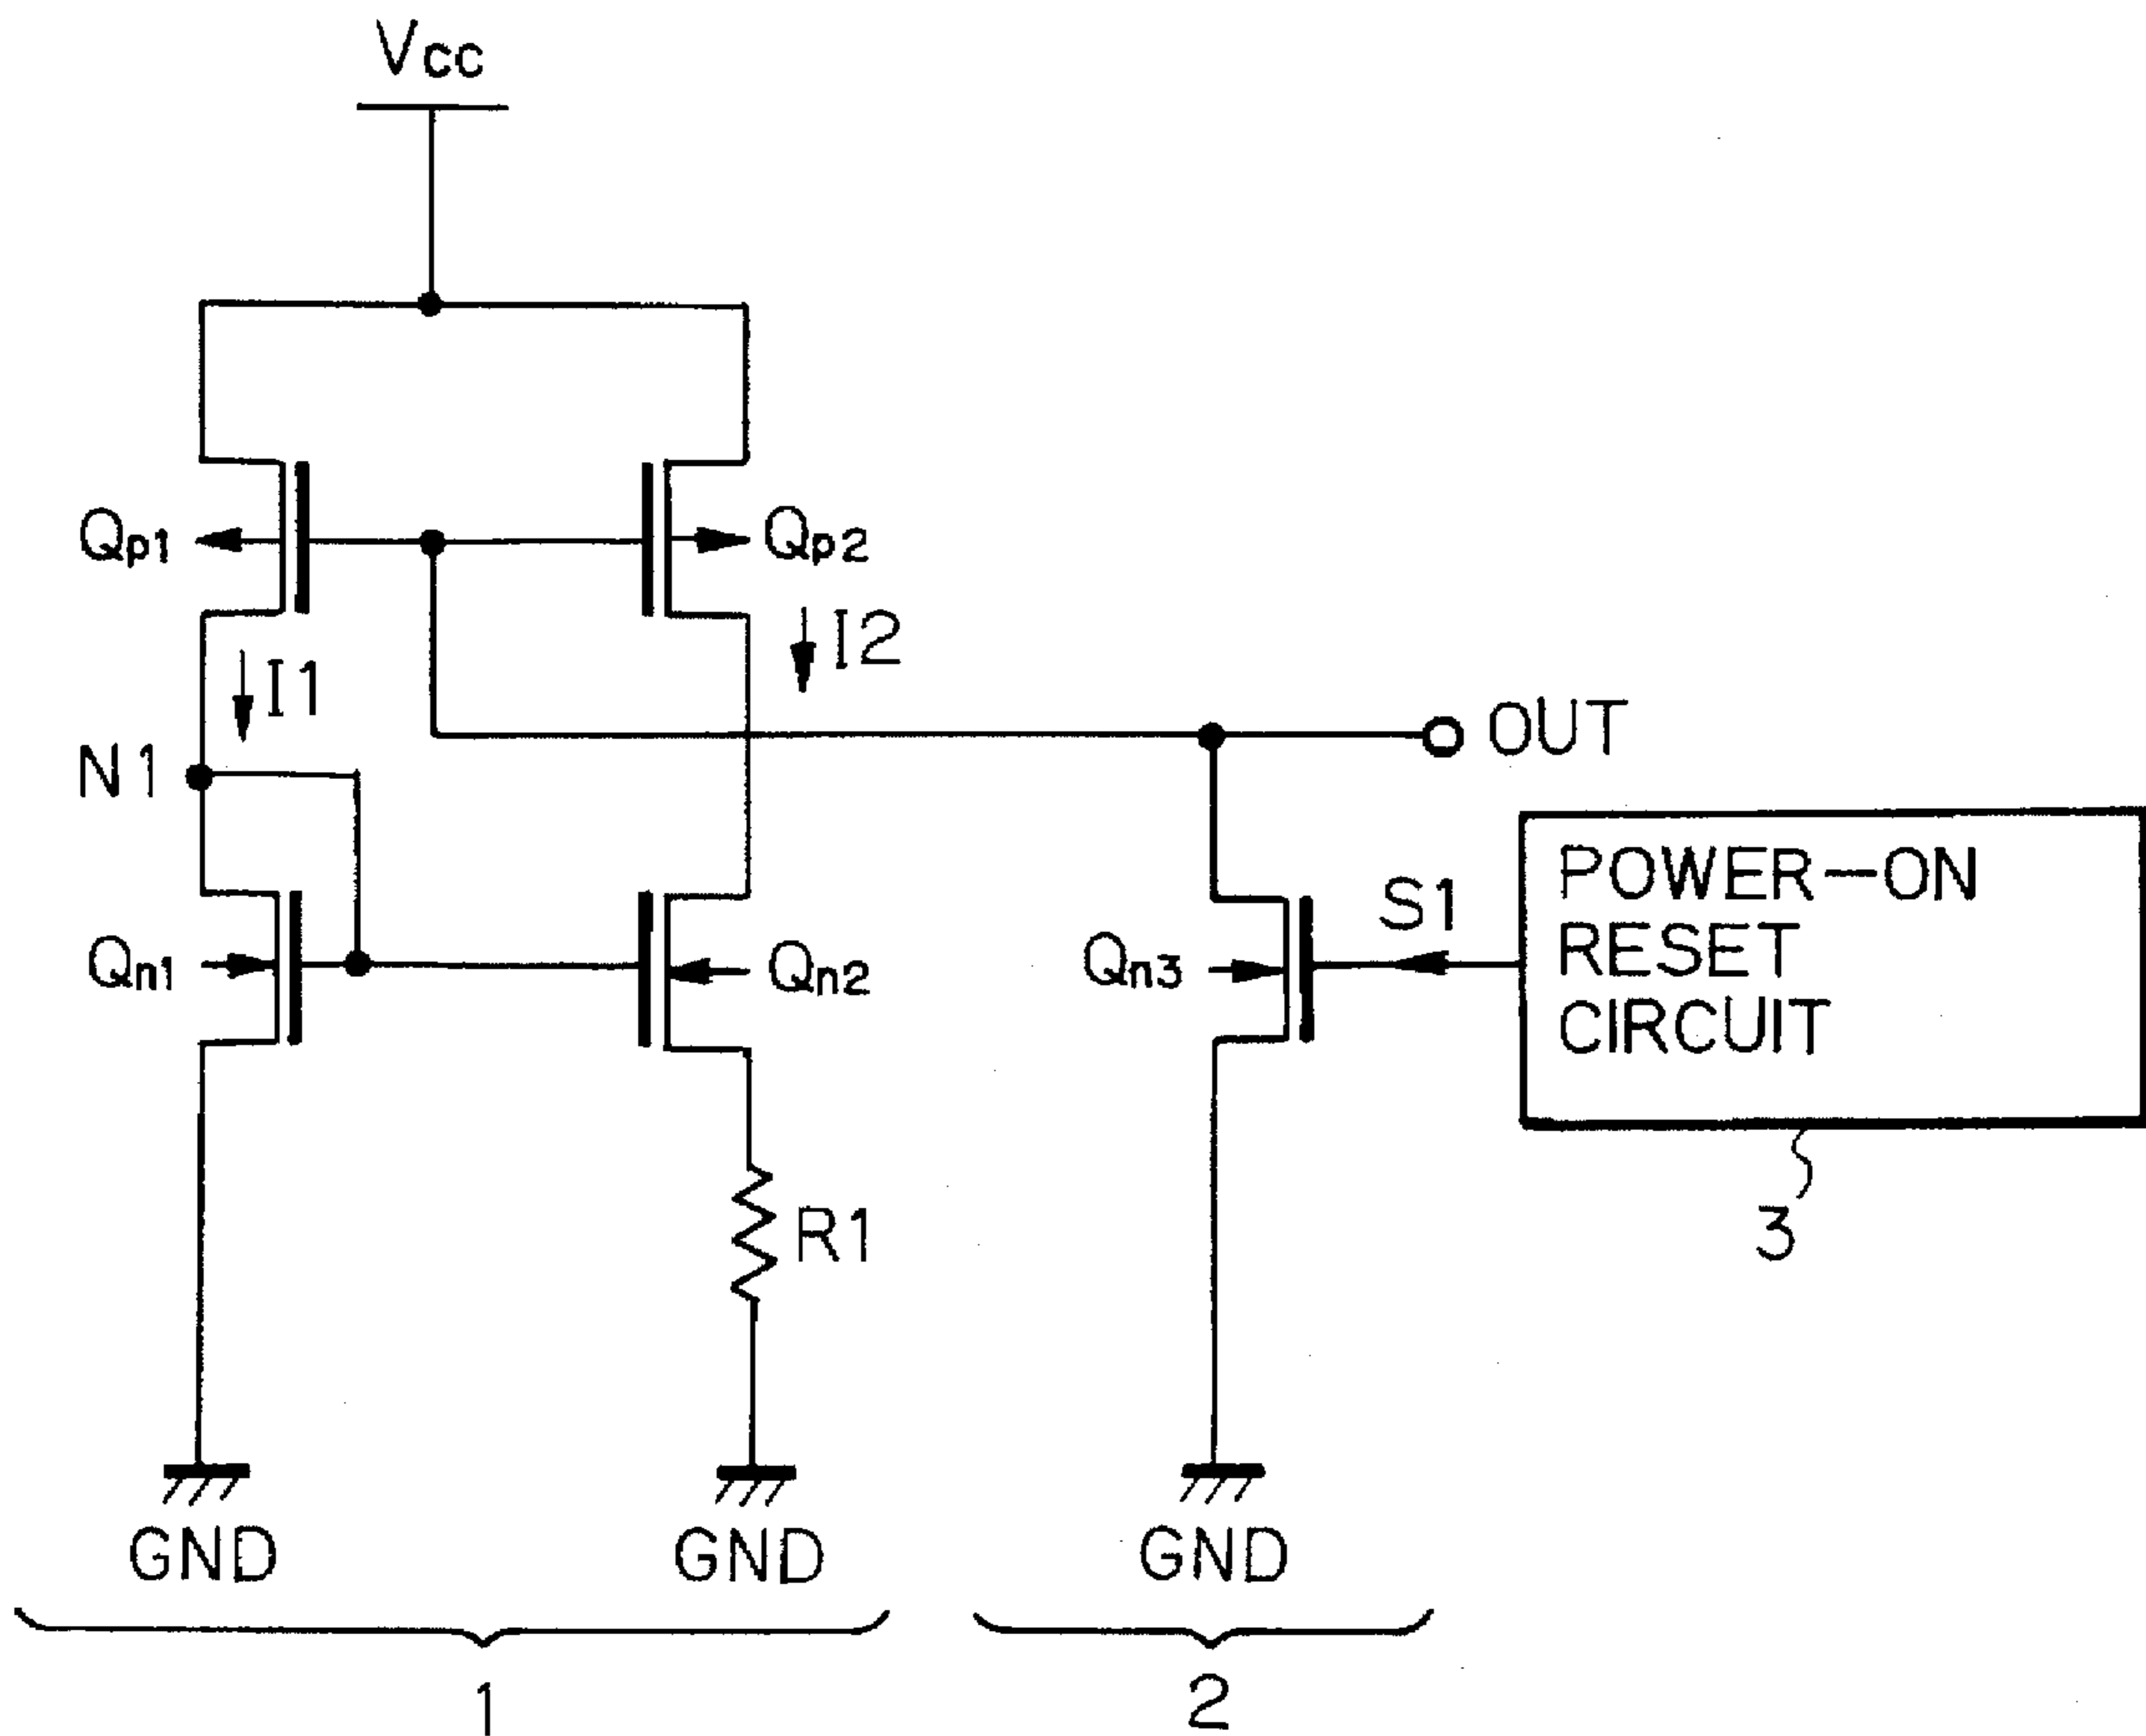 Vcc
Qp1
Qp2
I1
I2
N1
OUT
Qn1
Qn2
Qn3
S1
POWER-ON
RESET
CIRCUIT
R1
3
GND
GND
GND
1
2